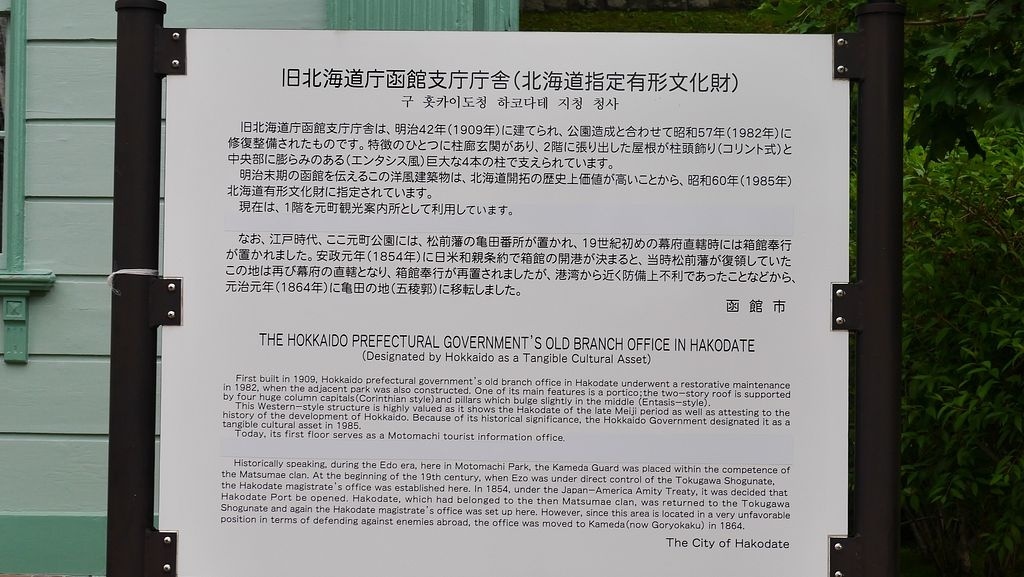 旧北海道庁函館支庁庁舎（北海道指定有形文化財）
구 홋카이도청 하코다테 지청 청사
旧北海道庁函館支庁庁舎は、明治42年（1909年）に建てられ、公園造成と合わせて昭和57年（1982年）に
修復整備されたものです。特徴のひとつに柱廊玄関があり、2階に張り出した屋根が柱頭飾り（コリント式）と
中央部に膨らみのある（エンタシス風）巨大な4本の柱で支えられています。
明治末期の函館を伝えるこの洋風建築物は、北海道開拓の歴史上価値が高いことから、昭和60年（1985年）
北海道有形文化財に指定されています。
現在は、1階を元町観光案内所として利用しています。
なお、江戸時代、ここ元町公園には、松前藩の亀田番所が置かれ、19世紀初めの幕府直轄時には箱館奉行
が置かれました。安政元年（1854年）に日米和親条約で箱館の開港が決まると、当時松前藩が復領していた
この地は再び幕府の直轄となり、箱館奉行が再置されましたが、港湾から近く防備上不利であったことなどから、
元治元年（1864年）に亀田の地（五稜郭）に移転しました。
函館市
THE HOKKAIDO PREFECTURAL GOVERNMENT'S OLD BRANCH OFFICE IN HAKODATE
(Designated by Hokkaido as a Tangible Cultural Asset)
First built in 1909, Hokkaido prefectural government's old branch office in Hakodate underwent a restorative maintenance
in 1982, when the adjacent park was also constructed. One of its main features is a portico;the two-story roof is supported
by four huge column capitals(Corinthian style)and pillars which bulge slightly in the middle (Entasis-style).
This Western-style structure is highly valued as it shows the Hakodate of the late Meiji period as well as attesting to the
history of the development of Hokkaido. Because of its historical significance, the Hokkaido Government designated it as a
tangible cultural asset in 1985.
Today, its first floor serves as a Motomachi tourist information office.
Historically speaking, during the Edo era, here in Motomachi Park, the Kameda Guard was placed within the competence of
the Matsumae clan. At the beginning of the 19th century, when Ezo was under direct control of the Tokugawa Shogunate,
the Hakodate magistrate's office was established here. In 1854, under the Japan-America Amity Treaty, it was decided that
Hakodate Port be opened. Hakodate, which had belonged to the then Matsumae clan, was returned to the Tokugawa
Shogunate and again the Hakodate magistrate's office was set up here. However, since this area is located in a very unfavorable
position in terms of defending against enemies abroad, the office was moved to Kameda(now Goryokaku) in 1864.
The City of Hakodate